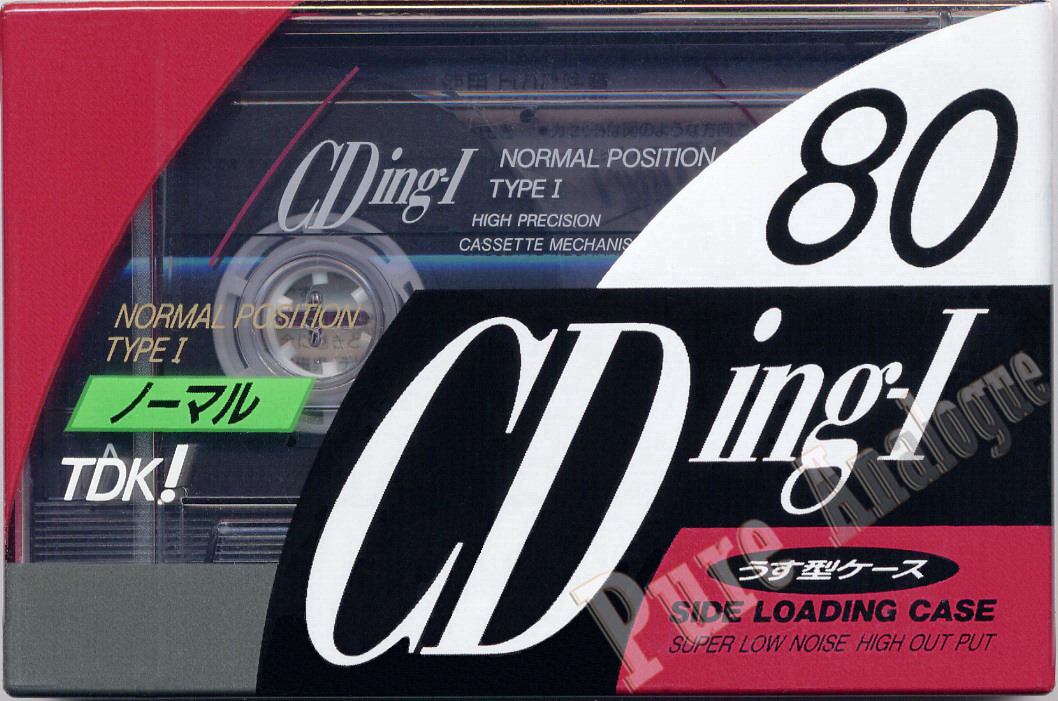 80
CDing-I
NORMAL POSITION
TYPE I
HIGH PRECISION
CASSETTE MECHANIS
NORMAL POSITION
TYPE I
ノーマル
TDK!
CDing-I
うす型ケース
SIDE LOADING CASE
SUPER LOW NOISE HIGH OUT PUT
Pure Analogue